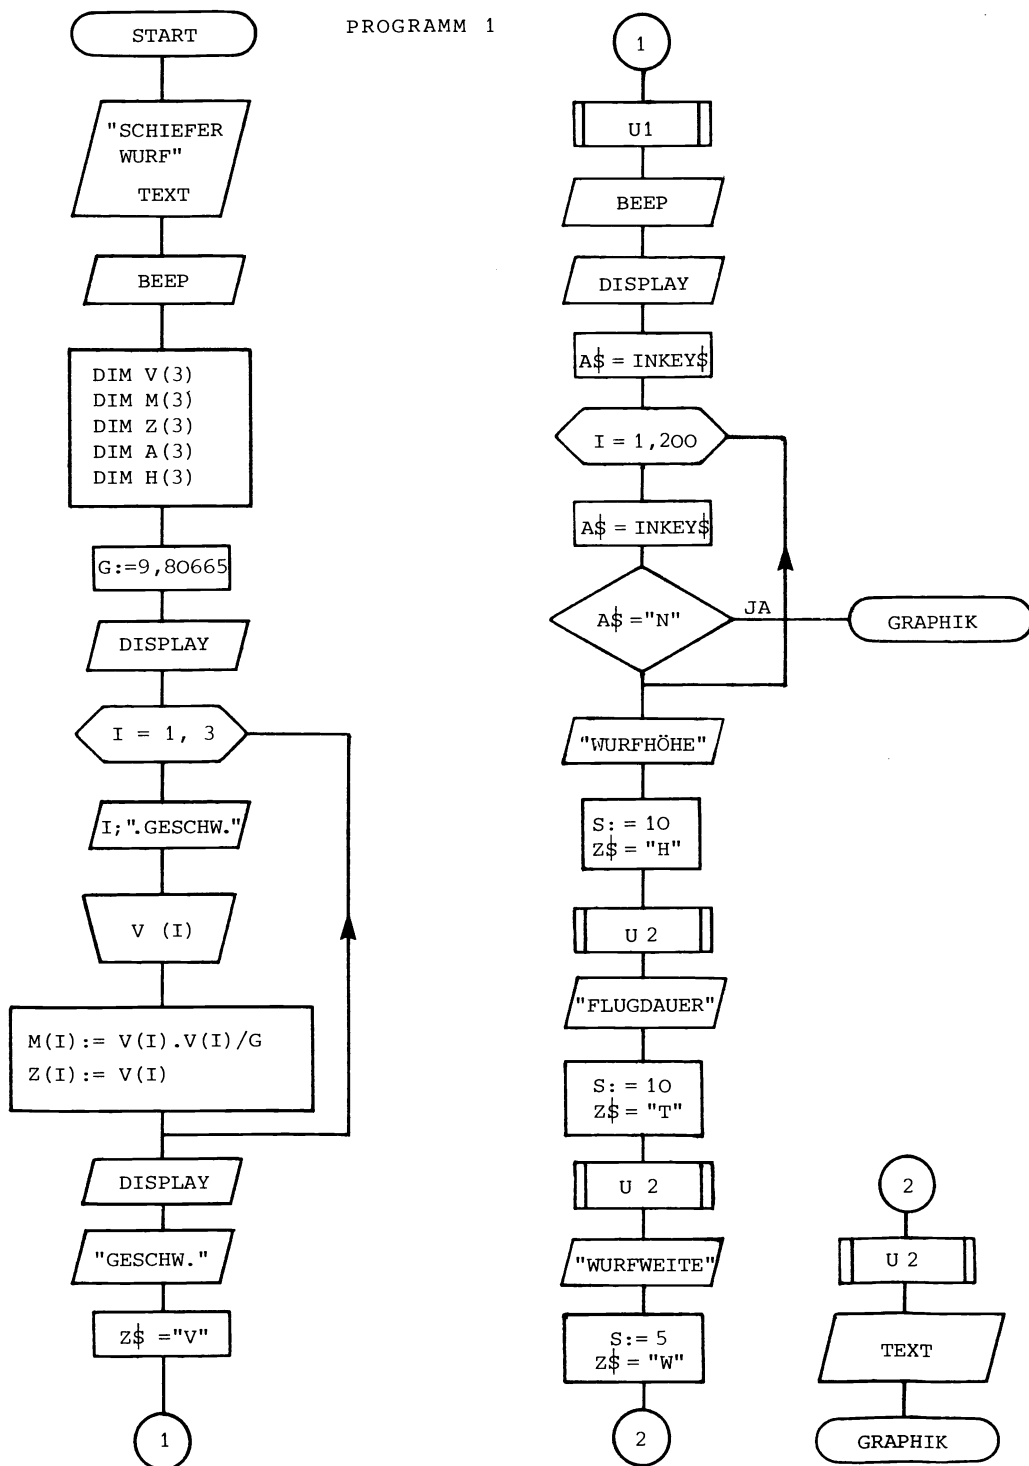 PROGRAMM 1
START
"SCHIEFER
WURF"
TEXT
BEEP
DIM V(3)
DIM M(3)
DIM Z(3)
DIM A(3)
DIM H(3)
G:=9,80665
DISPLAY
I = 1, 3
I;".GESCHW."
V (I)
M(I):= V(I).V(I)/G
Z(I):= V(I)
DISPLAY
"GESCHW."
Z$ ="V"
1
1
U1
BEEP
DISPLAY
A$ = INKEY$
I = 1,200
A$ = INKEY$
A$ ="N"
JA
GRAPHIK
"WURFHÖHE"
S: = 10
Z$ = "H"
U 2
"FLUGDAUER"
S: = 10
Z$ = "T"
U 2
"WURFWEITE"
S:= 5
Z$ = "W"
2
2
U 2
TEXT
GRAPHIK